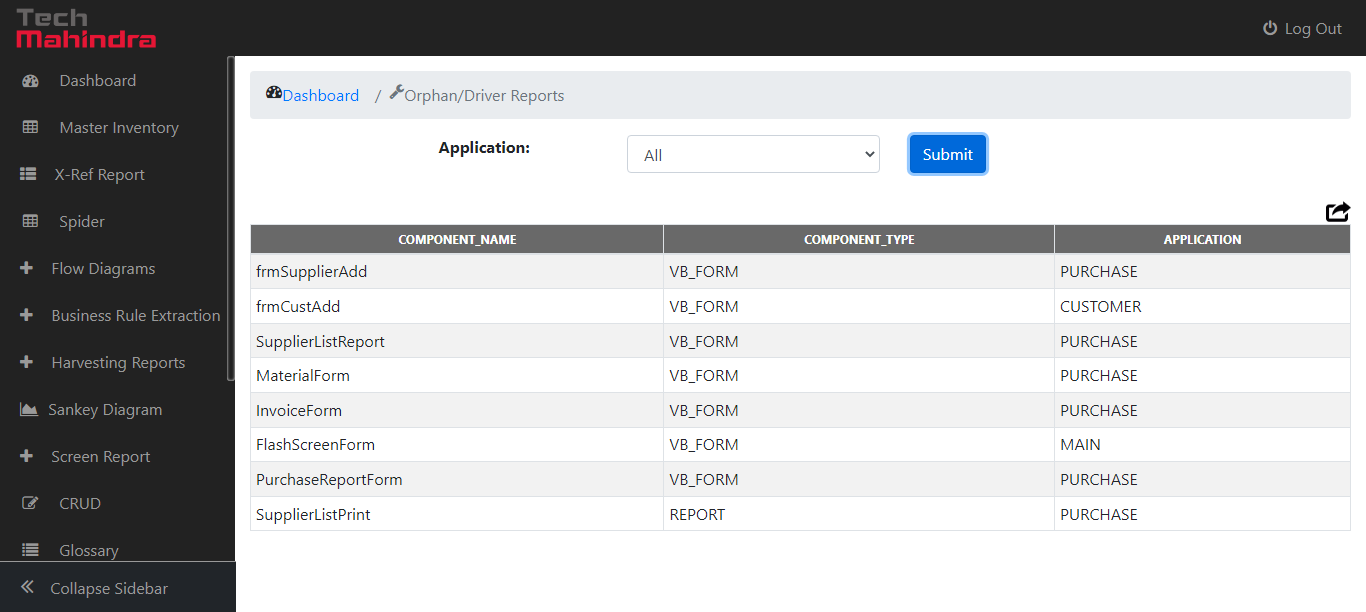 Tech
Mahindra
Log Out
Dashboard
Master Inventory
X-Ref Report
Spider
Flow Diagrams
Business Rule Extraction
Harvesting Reports
Sankey Diagram
Screen Report
CRUD
Glossary
Collapse Sidebar
Dashboard / Orphan/Driver Reports
Application: All Submit
COMPONENT_NAME COMPONENT_TYPE APPLICATION
frmSupplierAdd VB_FORM PURCHASE
frmCustAdd VB_FORM CUSTOMER
SupplierListReport VB_FORM PURCHASE
MaterialForm VB_FORM PURCHASE
InvoiceForm VB_FORM PURCHASE
FlashScreenForm VB_FORM MAIN
PurchaseReportForm VB_FORM PURCHASE
SupplierListPrint REPORT PURCHASE